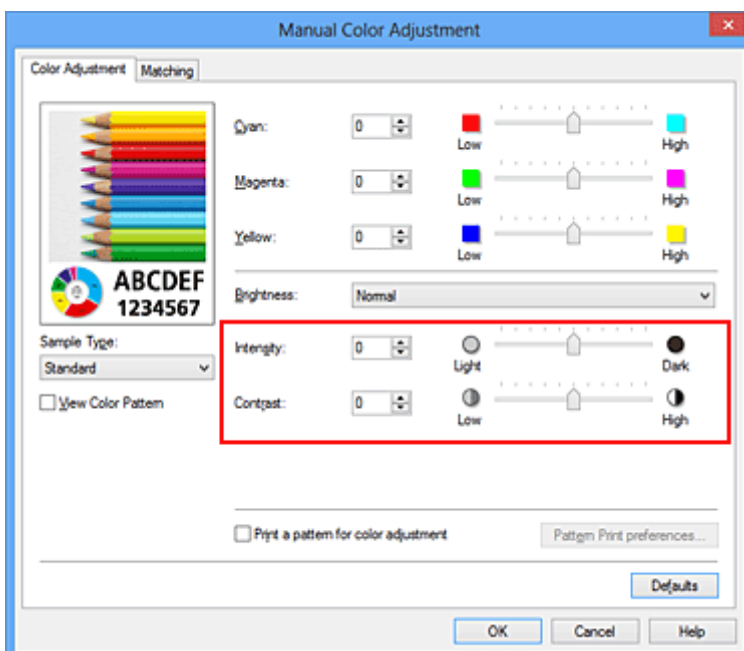 Manual Color Adjustment
Color Adjustment Matching
Cyan: 0 Low High
Magenta: 0 Low High
Yellow: 0 Low High
ABCDEF
1234567
Brightness: Normal
Sample Type:
Standard
View Color Pattern
Intensity: 0 Light Dark
Contrast: 0 Low High
Print a pattern for color adjustment Pattern Print preferences...
Defaults
OK Cancel Help